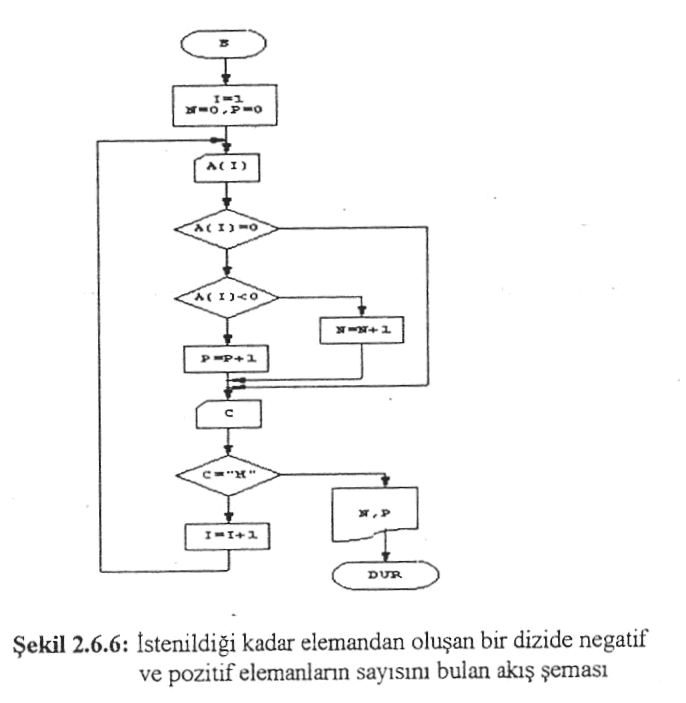 B
I=1
N=0,P=0
A(I)
A(I)=0
A(I)<0
N=N+1
P=P+1
C
C="H"
N,P
I=I+1
DUR
Şekil 2.6.6: İstenildiği kadar elemandan oluşan bir dizide negatif
ve pozitif elemanların sayısını bulan akış şeması